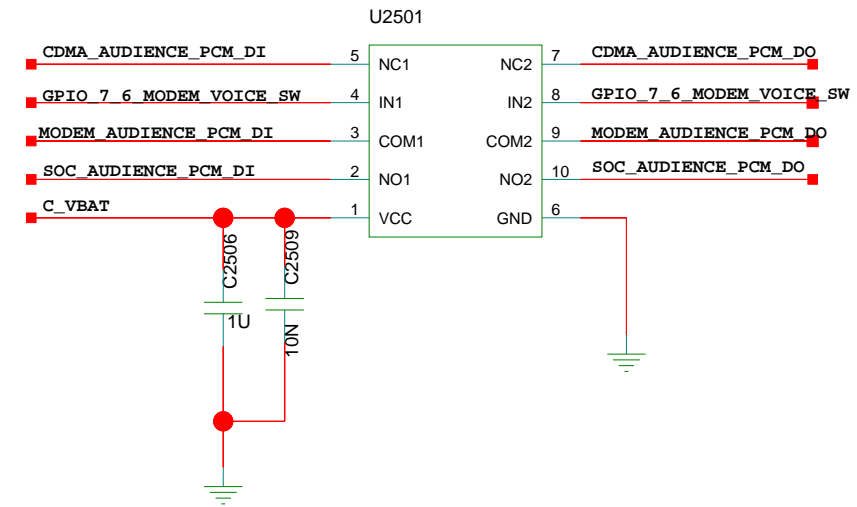 U2501
CDMA_AUDIENCE_PCM_DI 5 NC1 NC2 7 CDMA_AUDIENCE_PCM_DO
GPIO_7_6_MODEM_VOICE_SW 4 IN1 IN2 8 GPIO_7_6_MODEM_VOICE_SW
MODEM_AUDIENCE_PCM_DI 3 COM1 COM2 9 MODEM_AUDIENCE_PCM_DO
SOC_AUDIENCE_PCM_DI 2 NO1 NO2 10 SOC_AUDIENCE_PCM_DO
C_VBAT 1 VCC GND 6
C2506
C2509
1U
10N